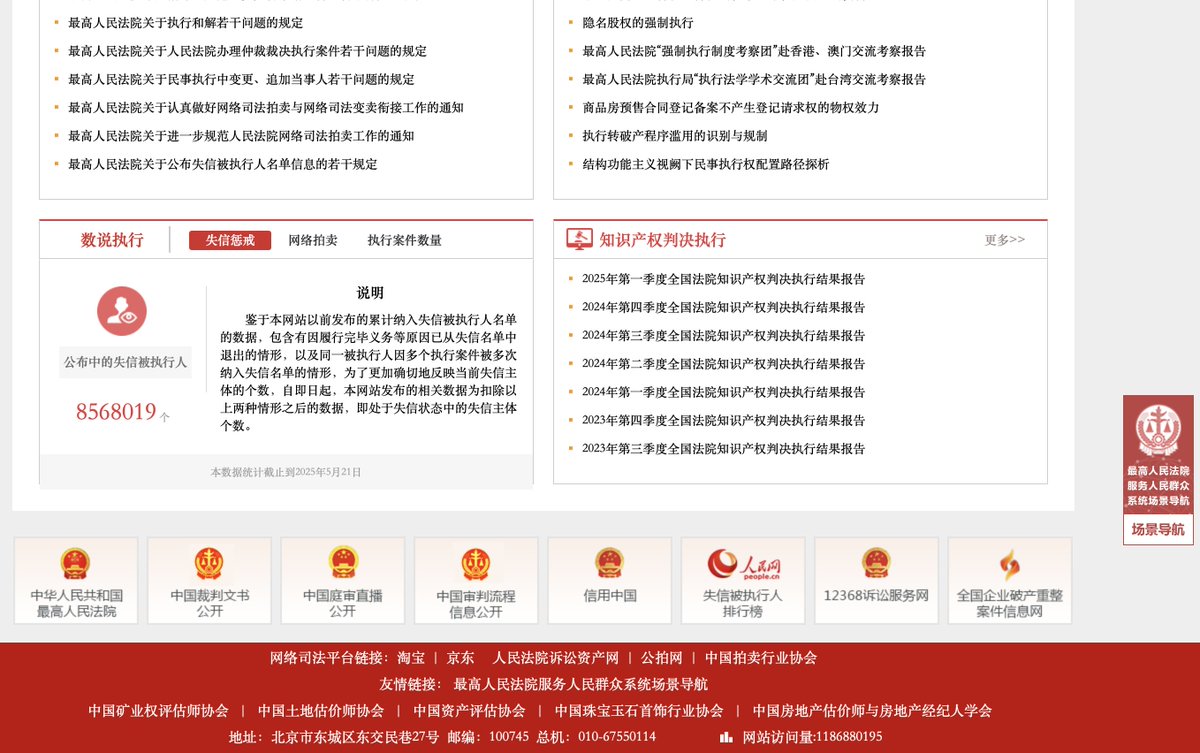 最高人民法院关于执行和解若干问题的规定
最高人民法院关于人民法院办理仲裁裁决执行案件若干问题的规定
最高人民法院关于民事执行中变更、追加当事人若干问题的规定
最高人民法院关于认真做好网络司法拍卖与网络司法变卖衔接工作的通知
最高人民法院关于进一步规范人民法院网络司法拍卖工作的通知
最高人民法院关于公布失信被执行人名单信息的若干规定
隐名股权的强制执行
最高人民法院“强制执行制度考察团”赴香港、澳门交流考察报告
最高人民法院执行局“执行法学学术交流团”赴台湾交流考察报告
商品房预售合同登记备案不产生登记请求权的物权效力
执行转破产程序滥用的识别与规制
结构功能主义视阙下民事执行权配置路径探析
数说执行 失信惩戒 网络拍卖 执行案件数量
公布中的失信被执行人
8568019个
说明
鉴于本网站以前发布的累计纳入失信被执行人名单
的数据，包含有因履行完毕义务等原因已从失信名单中
退出的情形，以及同一被执行人因多个执行案件被多次
纳入失信名单的情形，为了更加确切地反映当前失信主
体的个数，自即日起，本网站发布的相关数据为扣除以
上两种情形之后的数据，即处于失信状态中的失信主体
个数。
本数据统计截止到2025年5月21日
知识产权判决执行 更多>>
2025年第一季度全国法院知识产权判决执行结果报告
2024年第四季度全国法院知识产权判决执行结果报告
2024年第三季度全国法院知识产权判决执行结果报告
2024年第二季度全国法院知识产权判决执行结果报告
2024年第一季度全国法院知识产权判决执行结果报告
2023年第四季度全国法院知识产权判决执行结果报告
2023年第三季度全国法院知识产权判决执行结果报告
最高人民法院
服务人民群众
系统场景导航
场景导航
中华人民共和国
最高人民法院
中国裁判文书
公开
中国庭审直播
公开
中国审判流程
信息公开
信用中国
人民网
people.cn
失信被执行人
排行榜
12368诉讼服务网
全国企业破产重整
案件信息网
网络司法平台链接：淘宝 | 京东 人民法院诉讼资产网 | 公拍网 | 中国拍卖行业协会
友情链接： 最高人民法院服务人民群众系统场景导航
中国矿业权评估师协会 | 中国土地估价师协会 | 中国资产评估协会 | 中国珠宝玉石首饰行业协会 | 中国房地产估价师与房地产经纪人学会
地址：北京市东城区东交民巷27号 邮编：100745 总机：010-67550114 网站访问量:1186880195